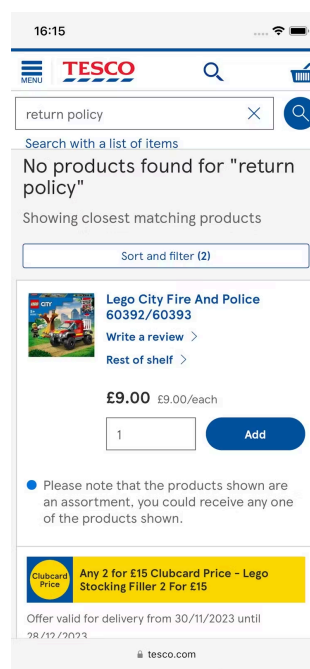 16:15
MENU
TESCO
return policy
Search with a list of items
No products found for "return
policy"
Showing closest matching products
Sort and filter (2)
CITY
Lego City Fire And Police
60392/60393
Write a review
Rest of shelf
£9.00 £9.00/each
1
Add
Please note that the products shown are
an assortment, you could receive any one
of the products shown.
Clubcard
Price
Any 2 for £15 Clubcard Price - Lego
Stocking Filler 2 For £15
Offer valid for delivery from 30/11/2023 until
28/12/2023
tesco.com